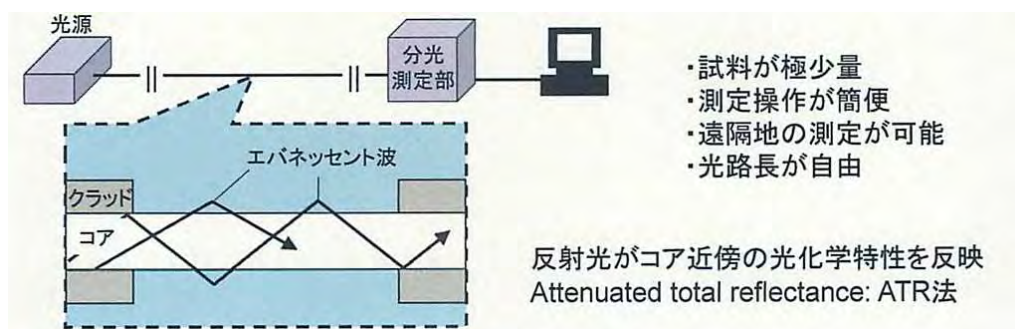 光源
分光
測定部
エバネッセント波
クラッド
コア
・試料が極少量
・測定操作が簡便
・遠隔地の測定が可能
・光路長が自由
反射光がコア近傍の光化学特性を反映
Attenuated total reflectance: ATR法